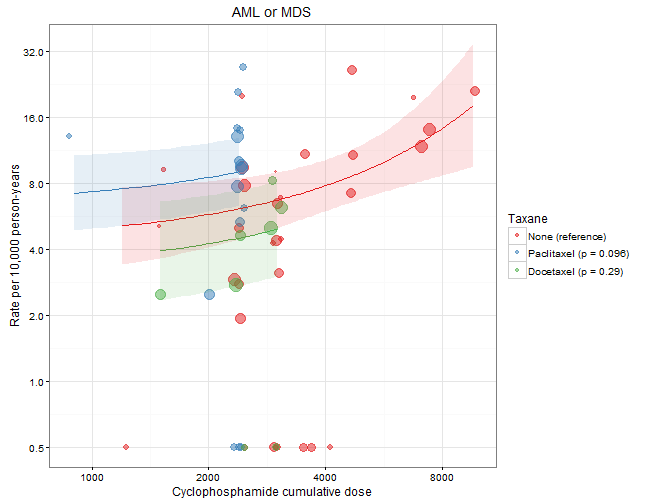 AML or MDS
Rate per 10,000 person-years
32.0
16.0
8.0
4.0
2.0
1.0
0.5
1000
2000
4000
8000
Cyclophosphamide cumulative dose
Taxane
None (reference)
Paclitaxel (p = 0.096)
Docetaxel (p = 0.29)